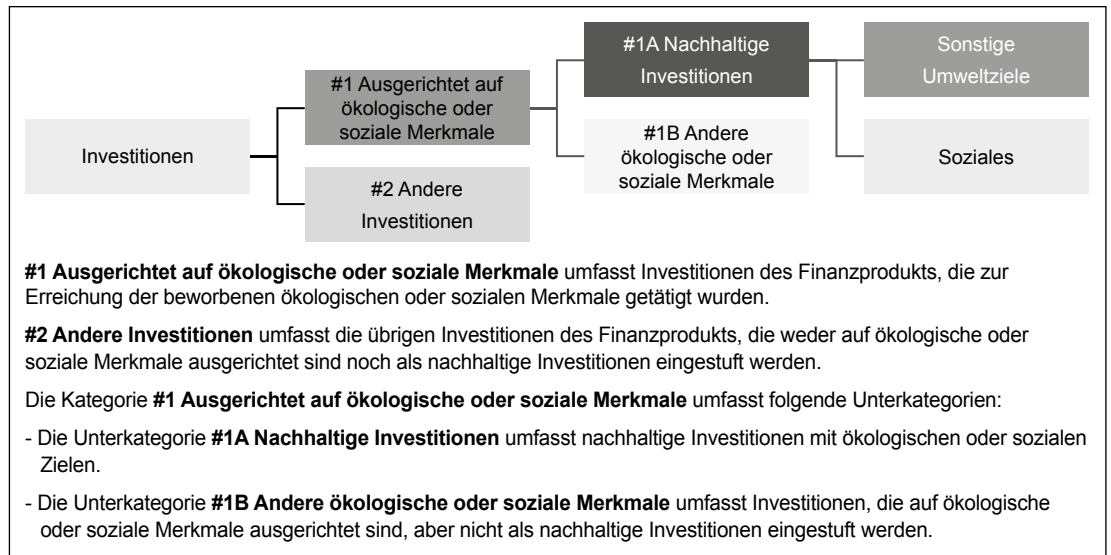 #1A Nachhaltige
Investitionen
Sonstige
Umweltziele
#1 Ausgerichtet auf
ökologische oder
soziale Merkmale
Investitionen
#1B Andere
ökologische oder
soziale Merkmale
Soziales
#2 Andere
Investitionen
#1 Ausgerichtet auf ökologische oder soziale Merkmale umfasst Investitionen des Finanzprodukts, die zur
Erreichung der beworbenen ökologischen oder sozialen Merkmale getätigt wurden.
#2 Andere Investitionen umfasst die übrigen Investitionen des Finanzprodukts, die weder auf ökologische oder
soziale Merkmale ausgerichtet sind noch als nachhaltige Investitionen eingestuft werden.
Die Kategorie #1 Ausgerichtet auf ökologische oder soziale Merkmale umfasst folgende Unterkategorien:
- Die Unterkategorie #1A Nachhaltige Investitionen umfasst nachhaltige Investitionen mit ökologischen oder sozialen
Zielen.
- Die Unterkategorie #1B Andere ökologische oder soziale Merkmale umfasst Investitionen, die auf ökologische
oder soziale Merkmale ausgerichtet sind, aber nicht als nachhaltige Investitionen eingestuft werden.